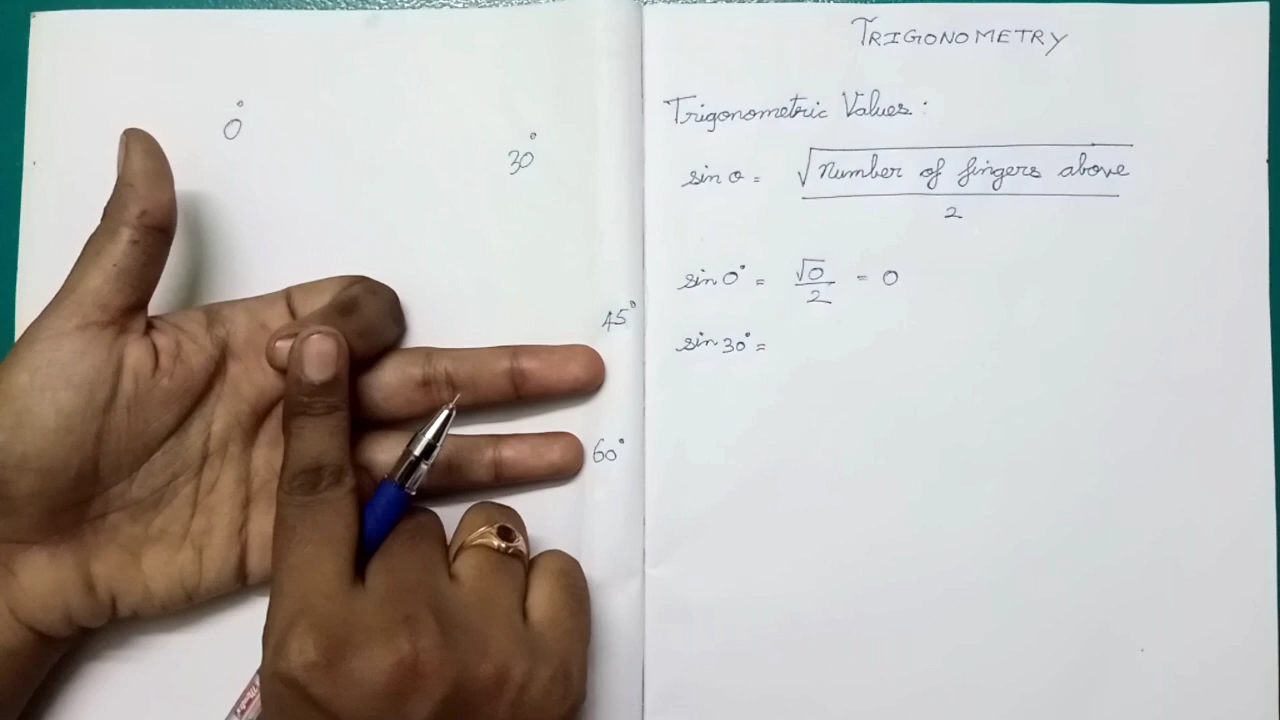 0°
30°
45°
60°
TRIGONOMETRY
Trigonometric Values :
sin θ = √Number of fingers above / 2
sin 0° = √0 / 2 = 0
sin 30° =